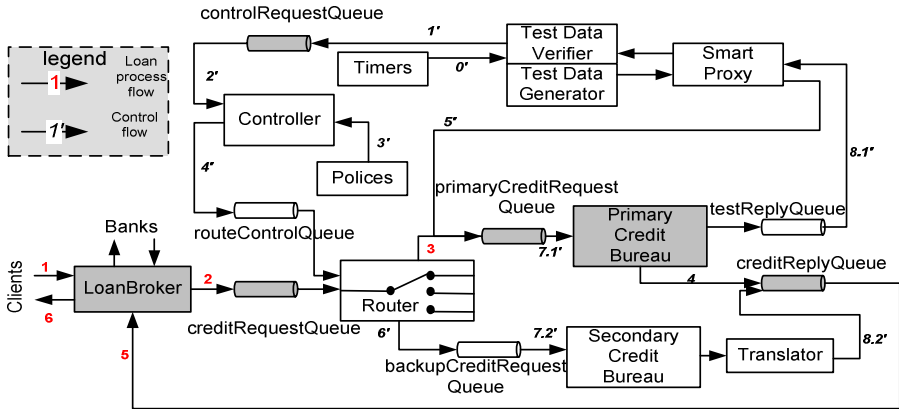 controlRequestQueue
legend
1
Loan
process
flow
1'
Control
flow
2'
1'
0'
Timers
Test Data
Verifier
Test Data
Generator
Smart
Proxy
Controller
3'
Polices
4'
5'
8.1'
primaryCreditRequest
Queue
routeControlQueue
Banks
Clients
1
6
LoanBroker
2
creditRequestQueue
5
3
Router
6'
7.1'
Primary
Credit
Bureau
testReplyQueue
4
creditReplyQueue
backupCreditRequest
Queue
7.2'
Secondary
Credit
Bureau
Translator
8.2'